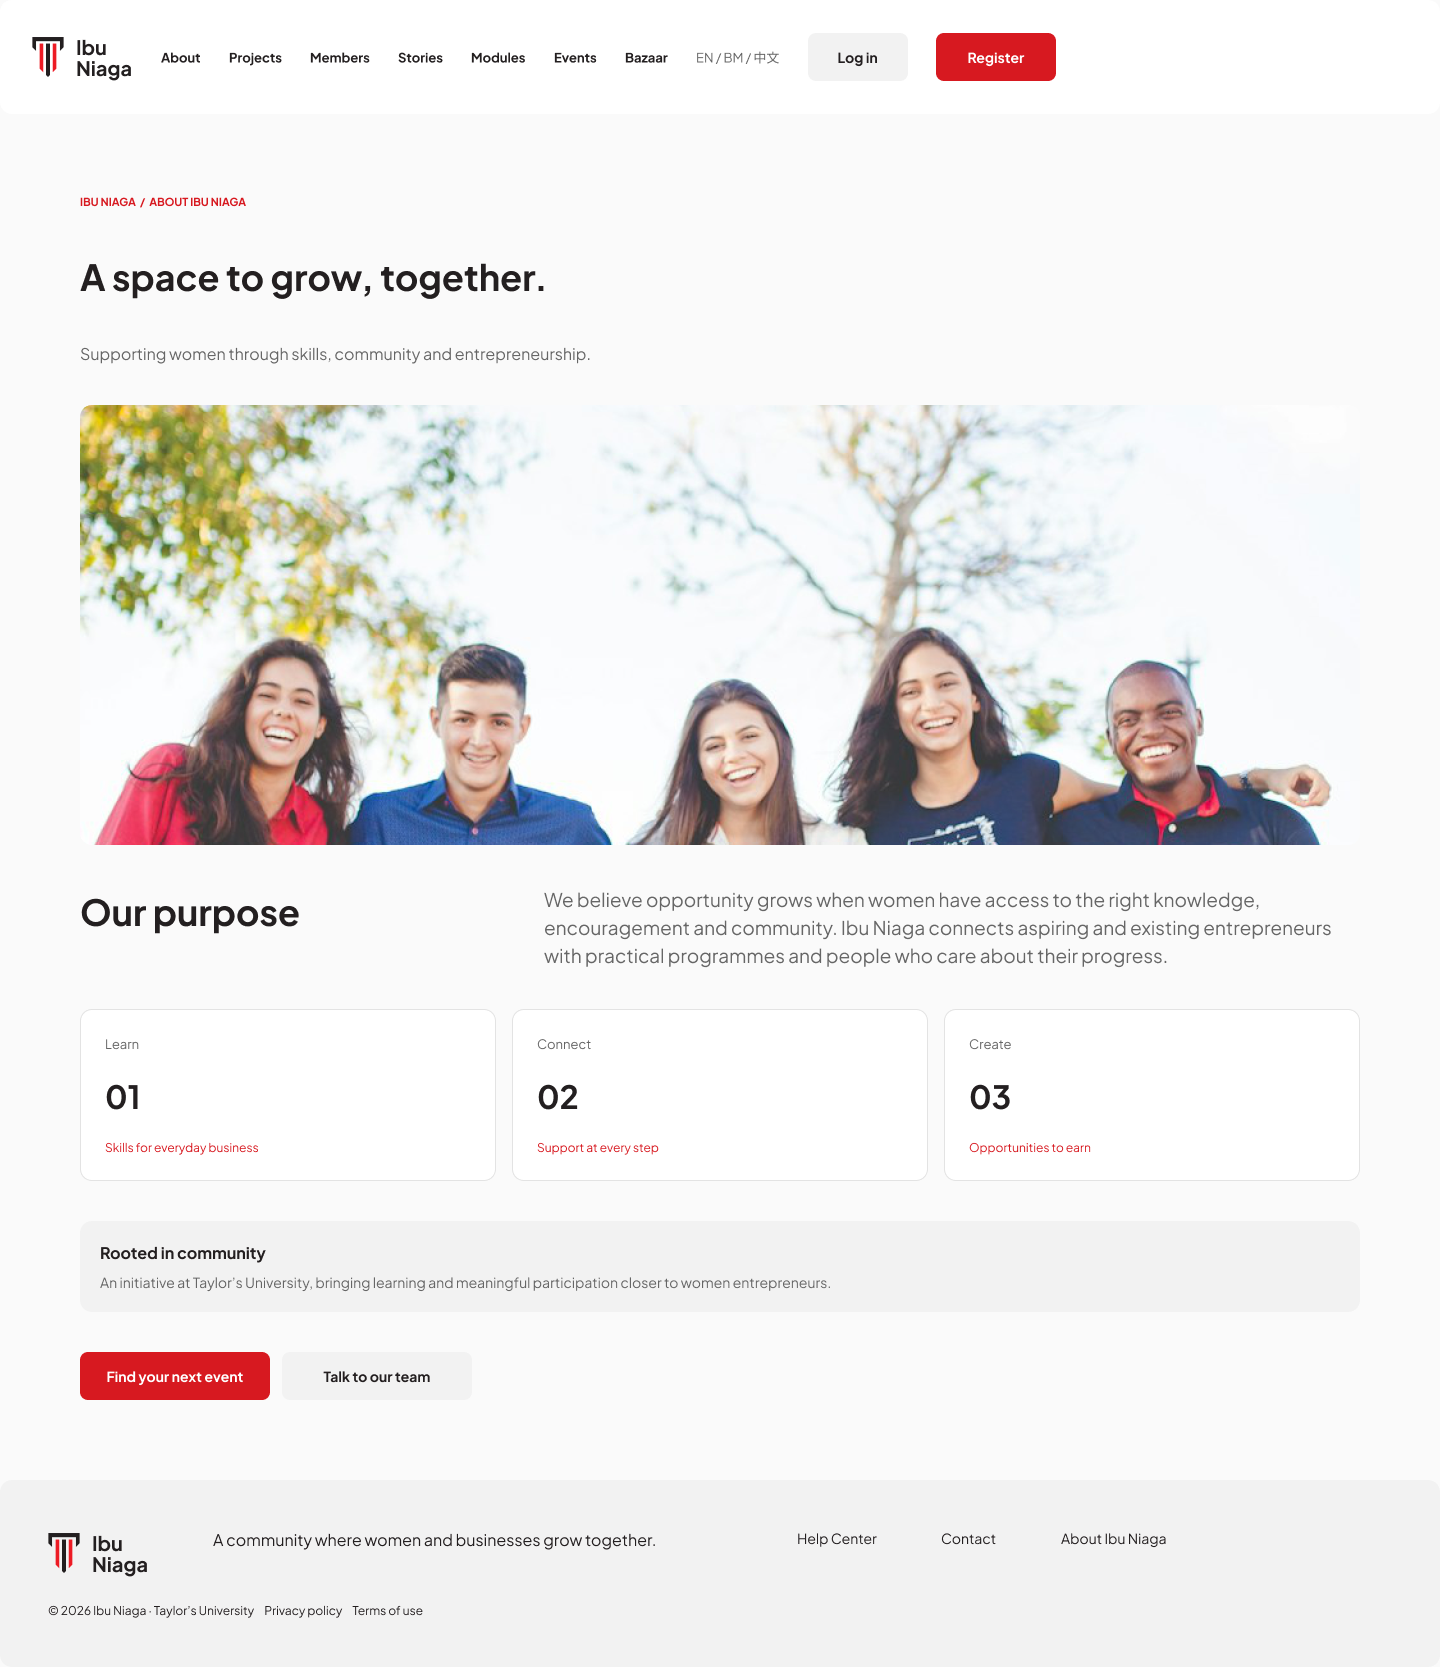 Ibu
Niaga
About
Projects
Members
Stories
Modules
Events
Bazaar
EN / BM / 中文
Log in
Register
IBU NIAGA / ABOUT IBU NIAGA
A space to grow, together.
Supporting women through skills, community and entrepreneurship.
Our purpose
We believe opportunity grows when women have access to the right knowledge,
encouragement and community. Ibu Niaga connects aspiring and existing entrepreneurs
with practical programmes and people who care about their progress.
Learn
01
Skills for everyday business
Connect
02
Support at every step
Create
03
Opportunities to earn
Rooted in community
An initiative at Taylor's University, bringing learning and meaningful participation closer to women entrepreneurs.
Find your next event
Talk to our team
Ibu
Niaga
A community where women and businesses grow together.
Help Center
Contact
About Ibu Niaga
© 2026 Ibu Niaga · Taylor's University
Privacy policy
Terms of use